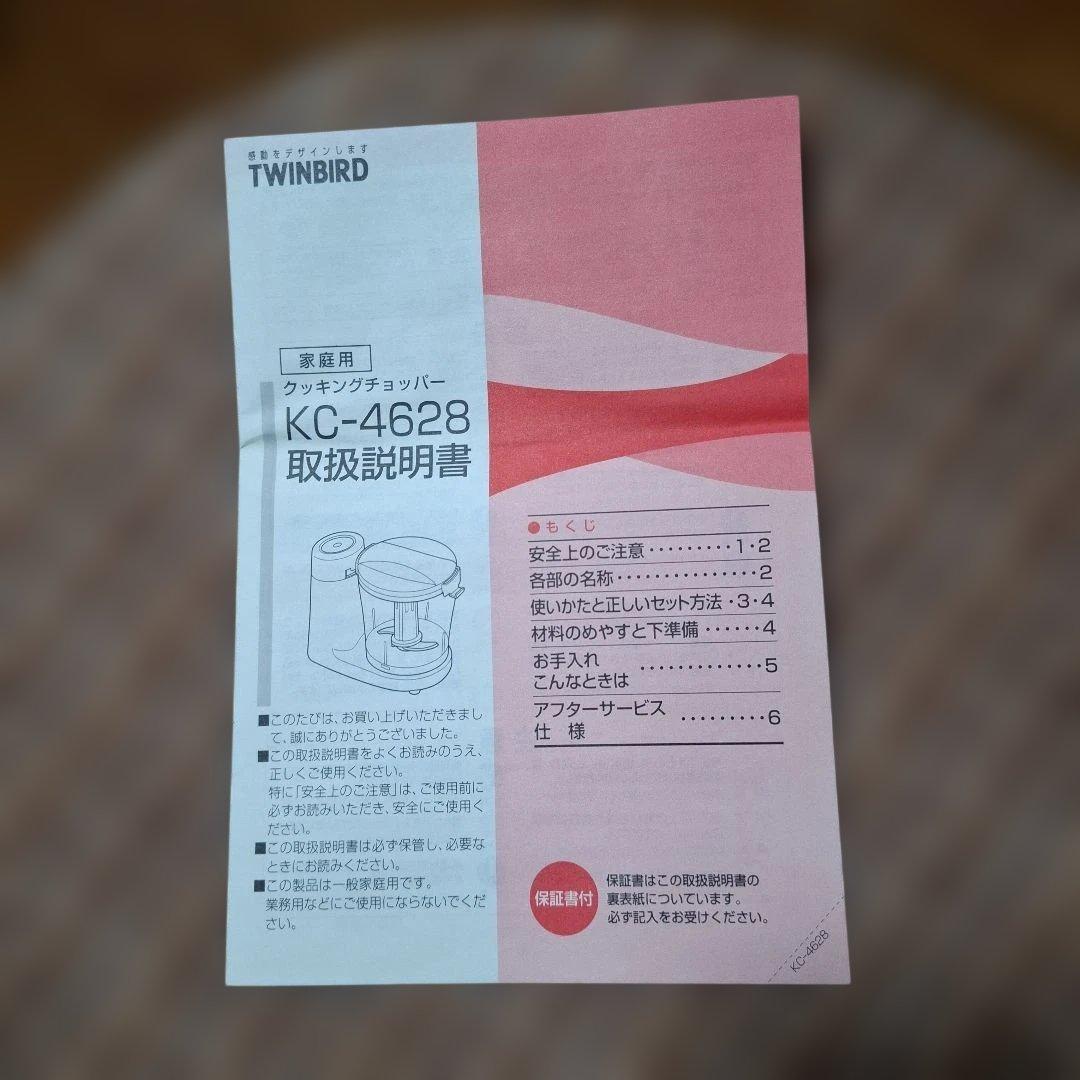 感動をデザインします
TWINBIRD
家庭用
クッキングチョッパー
KC-4628
取扱説明書
■このたびは、お買い上げいただきまし
て、誠にありがとうございました。
■この取扱説明書をよくお読みのうえ、
正しくご使用ください。
特に「安全上のご注意」は、ご使用前に
必ずお読みいただき、安全にご使用く
ださい。
■この取扱説明書は必ず保管し、必要な
ときにお読みください。
■この製品は一般家庭用です。
業務用などにご使用にならないでくだ
さい。
●もくじ
安全上のご注意・・・・・・・・・1・2
各部の名称・・・・・・・・・・・・・・・2
使いかたと正しいセット方法・3・4
材料のめやすと下準備・・・・・・4
お手入れ
こんなときは・・・・・・・・・・・・・5
アフターサービス
仕 様・・・・・・・・・6
保証書付
保証書はこの取扱説明書の
裏表紙についています。
必ず記入をお受けください。
KC-4628